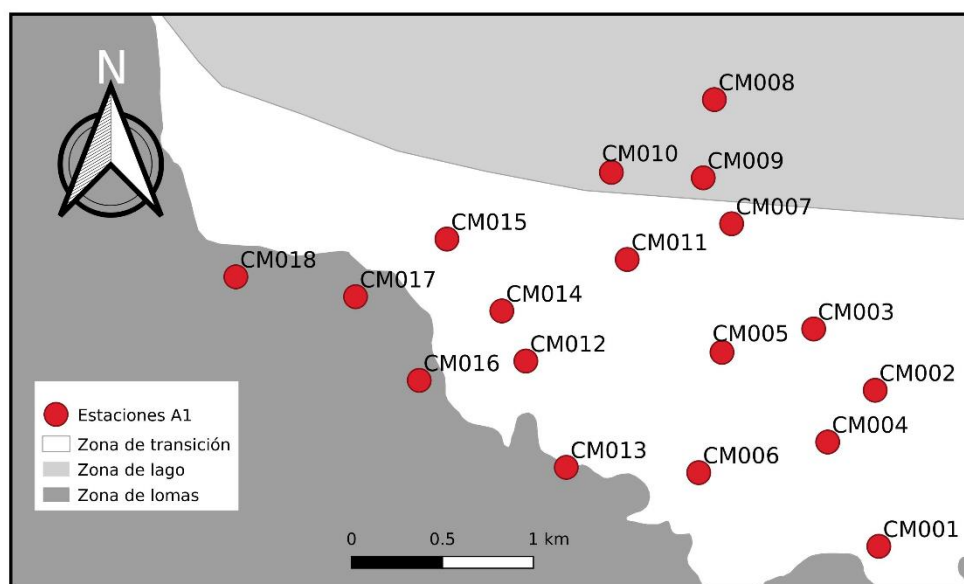 N
CM008
CM010
CM009
CM007
CM015
CM011
CM018
CM017
CM014
CM003
CM005
CM012
CM016
CM002
CM004
CM013
CM006
CM001
Estaciones A1
Zona de transición
Zona de lago
Zona de lomas
0 0.5 1 km